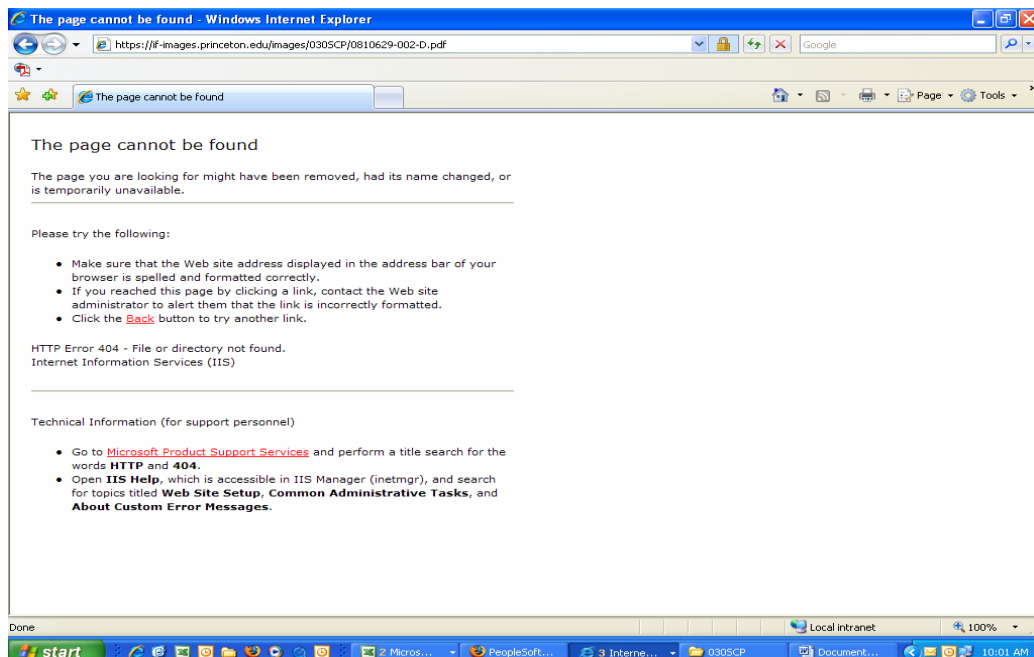 The page cannot be found - Windows Internet Explorer
https://if-images.princeton.edu/images/030SCP/0810629-002-D.pdf
Google
The page cannot be found
Page
Tools
The page cannot be found
The page you are looking for might have been removed, had its name changed, or
is temporarily unavailable.
Please try the following:
Make sure that the Web site address displayed in the address bar of your
browser is spelled and formatted correctly.
If you reached this page by clicking a link, contact the Web site
administrator to alert them that the link is incorrectly formatted.
Click the Back button to try another link.
HTTP Error 404 - File or directory not found.
Internet Information Services (IIS)
Technical Information (for support personnel)
Go to Microsoft Product Support Services and perform a title search for the
words HTTP and 404.
Open IIS Help, which is accessible in IIS Manager (inetmgr), and search
for topics titled Web Site Setup, Common Administrative Tasks, and
About Custom Error Messages.
Done
Local intranet
100%
start
2 Micros...
PeopleSoft...
3 Interne...
030SCP
Document...
10:01 AM